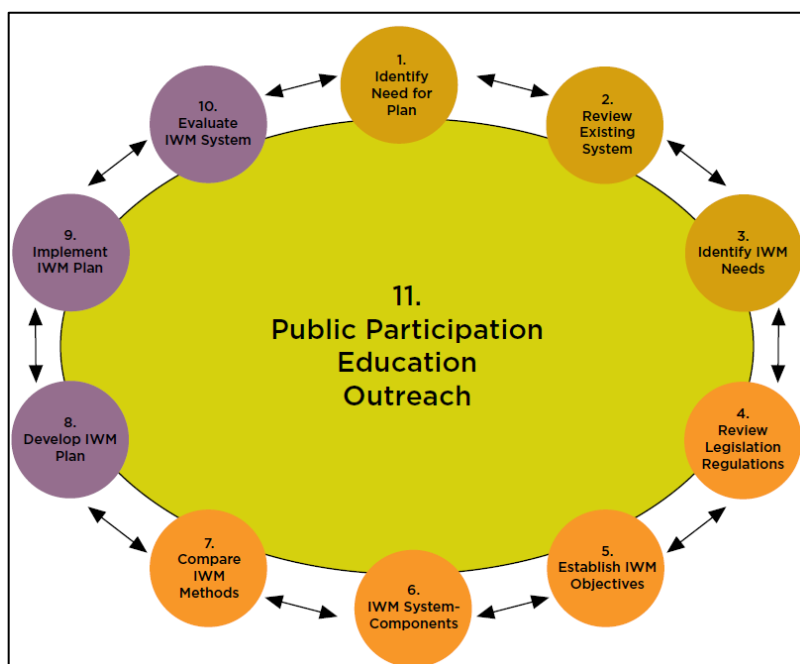 1.
Identify
Need for
Plan
2.
Review
Existing
System
3.
Identify IWM
Needs
4.
Review
Legislation
Regulations
5.
Establish IWM
Objectives
6.
IWM System-
Components
7.
Compare
IWM
Methods
8.
Develop IWM
Plan
9.
Implement
IWM Plan
10.
Evaluate
IWM System
11.
Public Participation
Education
Outreach